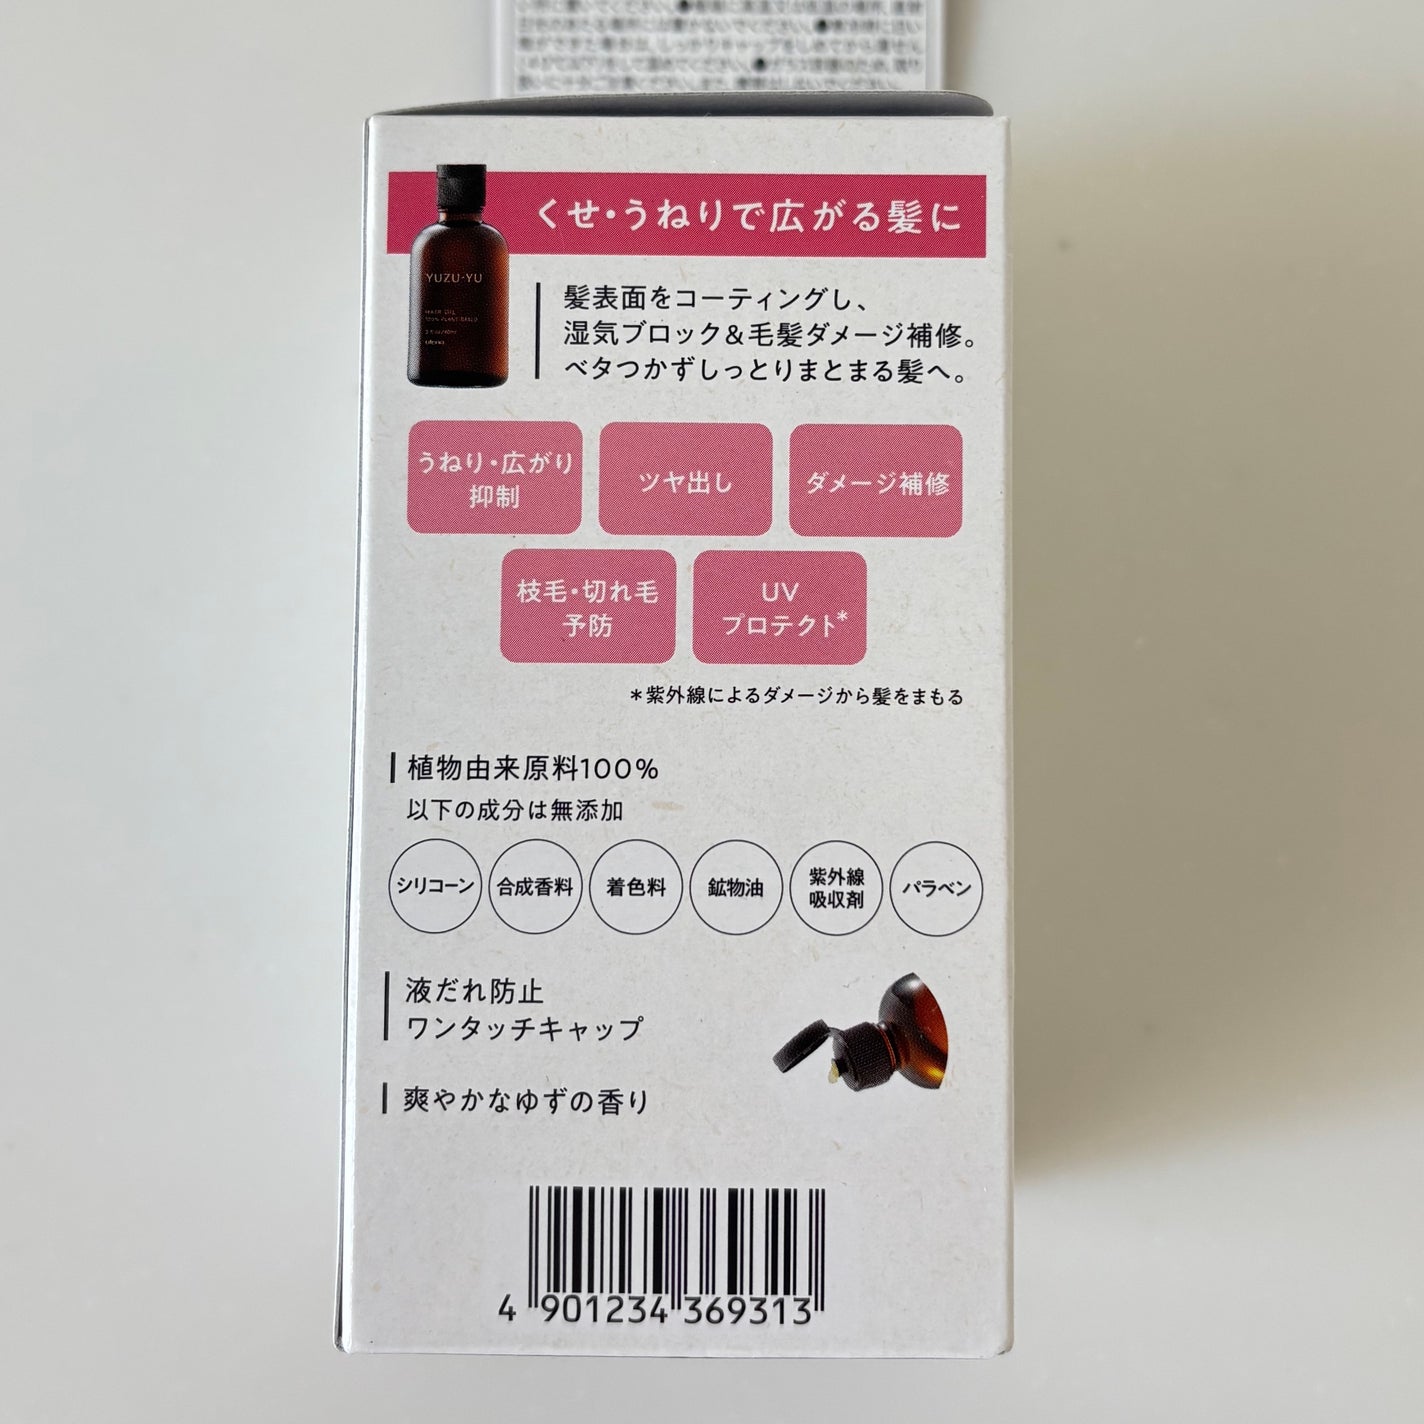 くせ・うねりで広がる髪に
YUZU-YU
HAIR OIL
髪表面をコーティングし、
湿気ブロック&毛髪ダメージ補修。
ベタつかずしっとりまとまる髪へ。
うねり・広がり
抑制
ツヤ出し
ダメージ補修
枝毛・切れ毛
予防
UV
プロテクト*
*紫外線によるダメージから髪をまもる
植物由来原料100%
以下の成分は無添加
シリコーン
合成香料
着色料
鉱物油
紫外線
吸収剤
パラベン
液だれ防止
ワンタッチキャップ
爽やかなゆずの香り
4 901234 369313